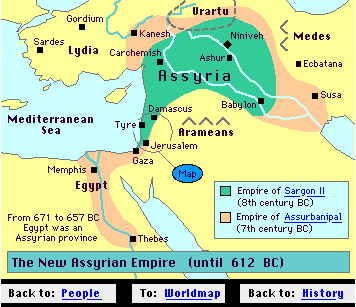 Urartu
Gordium
Kanesh
Niniveh
Sardes
Lydia
Medes
Carchemish
Ashur
Ecbatana
Assyria
Babylon
Susa
Damascus
Mediterranean
Sea
Tyre
Arameans
Jerusalem
Gaza
Map
Memphis
Egypt
Empire of Sargon II
(8th century BC)
Empire of Assurbanipal
(7th century BC)
From 671 to 657 BC
Egypt was an
Assyrian province
Thebes
The New Assyrian Empire (until 612 BC)
Back to: People To: Worldmap Back to: History